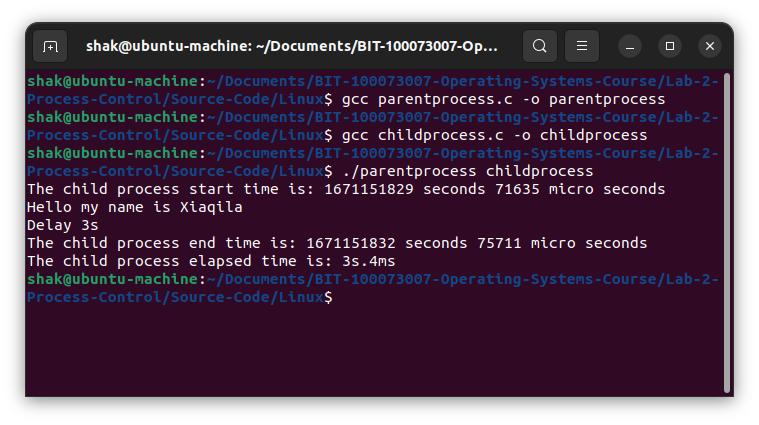 shak@ubuntu-machine: ~/Documents/BIT-100073007-Op...
shak@ubuntu-machine:~/Documents/BIT-100073007-Operating-Systems-Course/Lab-2-
Process-Control/Source-Code/Linux$ gcc parentprocess.c -o parentprocess
shak@ubuntu-machine:~/Documents/BIT-100073007-Operating-Systems-Course/Lab-2-
Process-Control/Source-Code/Linux$ gcc childprocess.c -o childprocess
shak@ubuntu-machine:~/Documents/BIT-100073007-Operating-Systems-Course/Lab-2-
Process-Control/Source-Code/Linux$ ./parentprocess childprocess
The child process start time is: 1671151829 seconds 71635 micro seconds
Hello my name is Xiaqila
Delay 3s
The child process end time is: 1671151832 seconds 75711 micro seconds
The child process elapsed time is: 3s.4ms
shak@ubuntu-machine:~/Documents/BIT-100073007-Operating-Systems-Course/Lab-2-
Process-Control/Source-Code/Linux$